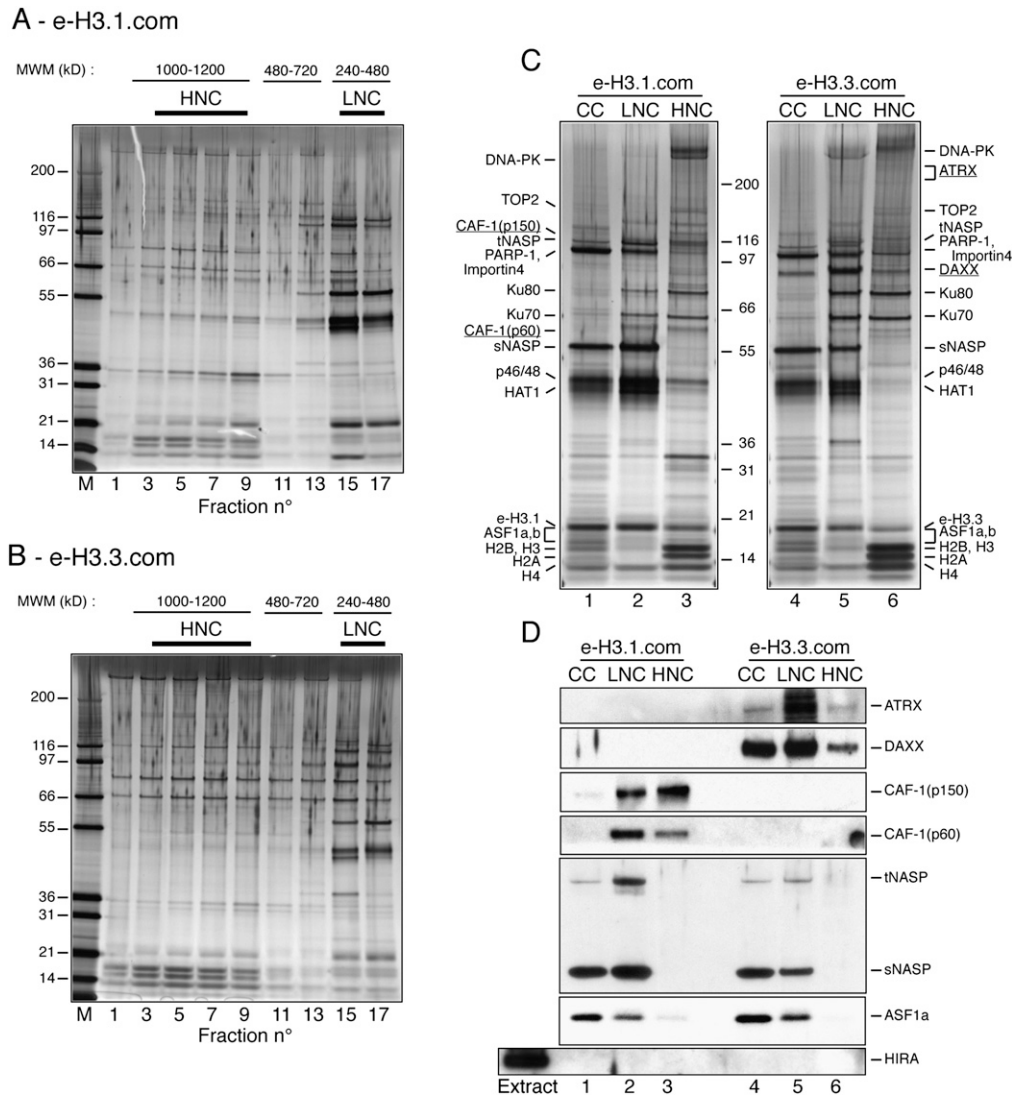 A - e-H3.1.com
MWM (kD) : 1000-1200 480-720 240-480
HNC LNC
200
116
97
66
55
36
31
21
14
M 1 3 5 7 9 11 13 15 17
Fraction n°
B - e-H3.3.com
MWM (kD) : 1000-1200 480-720 240-480
HNC LNC
200
116
97
66
55
36
31
21
14
M 1 3 5 7 9 11 13 15 17
Fraction n°
C
e-H3.1.com e-H3.3.com
CC LNC HNC CC LNC HNC
DNA-PK
TOP2
CAF-1(p150)
tNASP
PARP-1,
Importin4
Ku80
Ku70
CAF-1(p60)
sNASP
p46/48
HAT1
e-H3.1
ASF1a,b
H2B, H3
H2A
H4
200
116
97
66
55
36
31
21
14
DNA-PK
ATRX
TOP2
tNASP
PARP-1,
Importin4
DAXX
Ku80
Ku70
sNASP
p46/48
HAT1
e-H3.3
ASF1a,b
H2B, H3
H2A
H4
1 2 3 4 5 6
D
e-H3.1.com e-H3.3.com
CC LNC HNC CC LNC HNC
ATRX
DAXX
CAF-1(p150)
CAF-1(p60)
tNASP
sNASP
ASF1a
HIRA
Extract 1 2 3 4 5 6